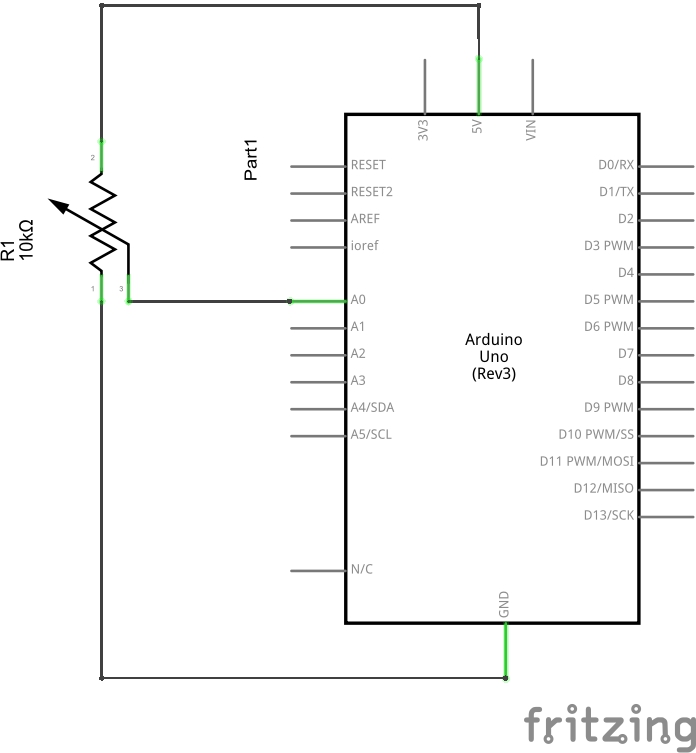 3V3
5V
VIN
Part1
2
R1
10kΩ
1
3
RESET
RESET2
AREF
ioref
A0
A1
A2
A3
A4/SDA
A5/SCL
N/C
Arduino
Uno
(Rev3)
D0/RX
D1/TX
D2
D3 PWM
D4
D5 PWM
D6 PWM
D7
D8
D9 PWM
D10 PWM/SS
D11 PWM/MOSI
D12/MISO
D13/SCK
GND
fritzing